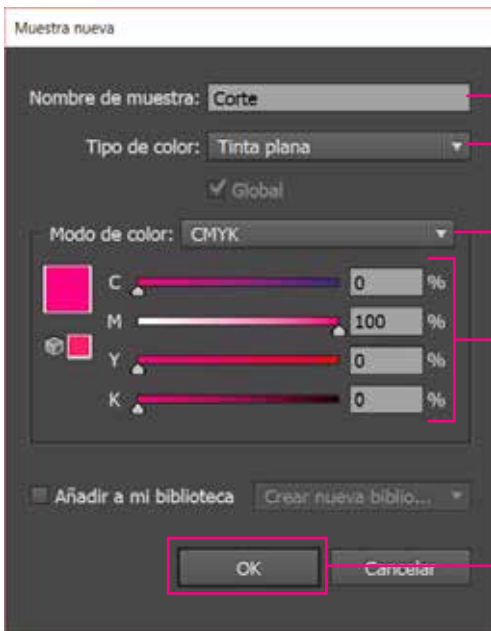 Muestra nueva
Nombre de muestra: Corte
Tipo de color: Tinta plana
Global
Modo de color: CMYK
C 0 %
M 100 %
Y 0 %
K 0 %
Añadir a mi biblioteca Crear nueva biblio...
OK Cancelar